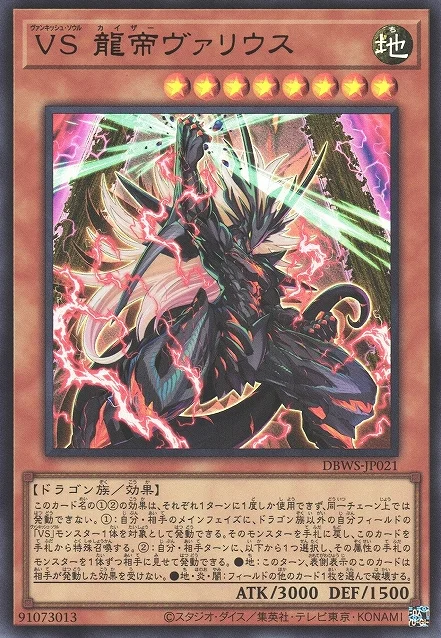 ヴァンキッシュ・ソウル カイザー
VS 龍帝ヴァリウス
地
DBWS-JP021
【ドラゴン族/効果】
このカード名の①②の効果は、それぞれ1ターンに1度しか使用できず、同一チェーン上では
発動できない。①:自分・相手のメインフェイズに、ドラゴン族以外の自分フィールドの
「VS」モンスター1体を対象として発動できる。そのモンスターを手札に戻し、このカードを
手札から特殊召喚する。②:自分・相手ターンに、以下から1つ選択し、その属性の手札の
モンスターを1体ずつ相手に見せて発動できる。●地:このターン、表側表示のこのカードは
相手が発動した効果を受けない。●地・炎・闇:フィールドの他のカード1枚を選んで破壊する。
ATK/3000 DEF/1500
91073013
©スタジオ・ダイス/集英社・テレビ東京・KONAMI